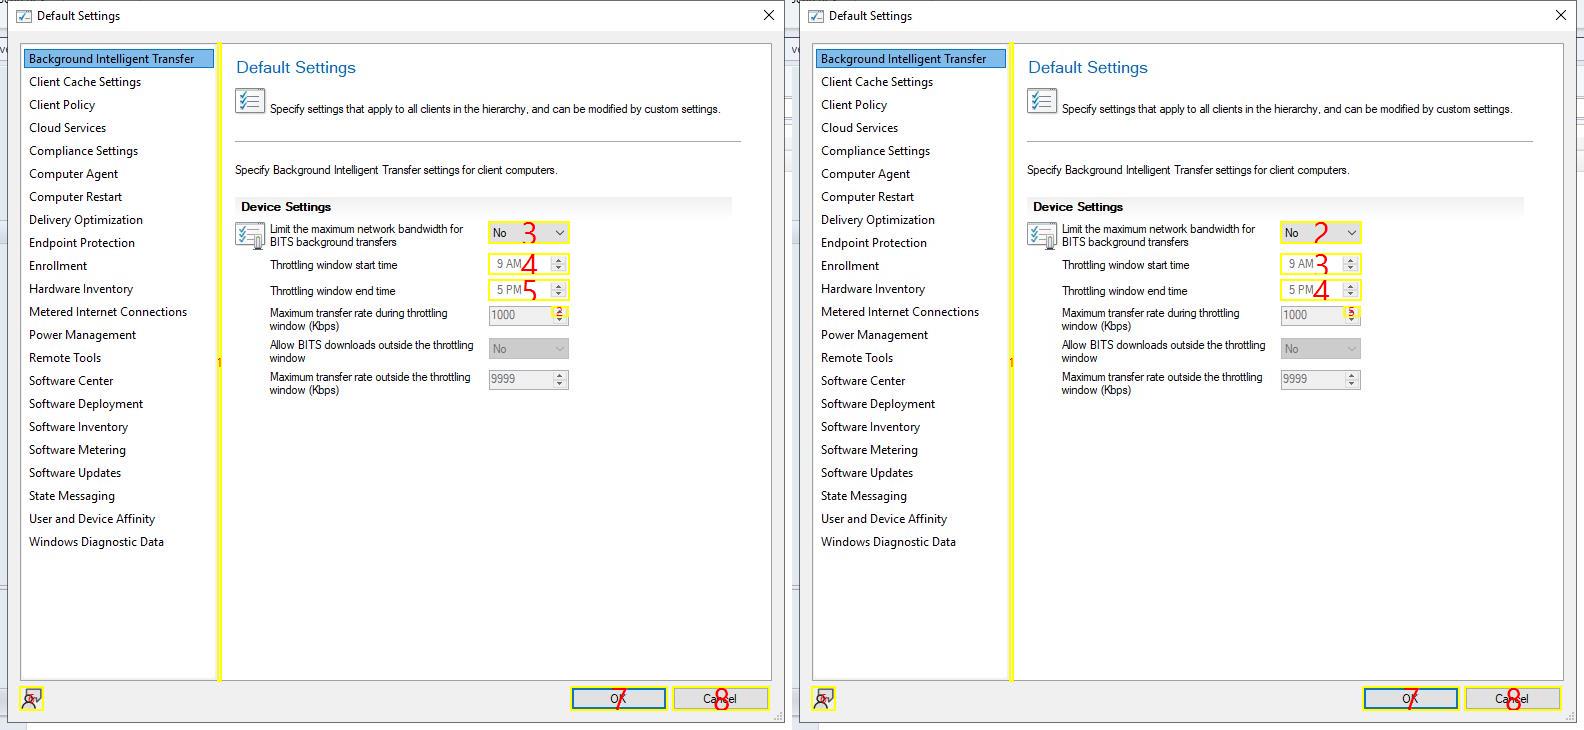 Default Settings
Background Intelligent Transfer
Client Cache Settings
Client Policy
Cloud Services
Compliance Settings
Computer Agent
Computer Restart
Delivery Optimization
Endpoint Protection
Enrollment
Hardware Inventory
Metered Internet Connections
Power Management
Remote Tools
Software Center
Software Deployment
Software Inventory
Software Metering
Software Updates
State Messaging
User and Device Affinity
Windows Diagnostic Data
1
Default Settings
Specify settings that apply to all clients in the hierarchy, and can be modified by custom settings.
Specify Background Intelligent Transfer settings for client computers.
Device Settings
Limit the maximum network bandwidth for
BITS background transfers
No 3
Throttling window start time
9 AM 4
Throttling window end time
5 PM 5
Maximum transfer rate during throttling
window (Kbps)
1000 2
Allow BITS downloads outside the throttling
window
No
Maximum transfer rate outside the throttling
window (Kbps)
9999
OK 7
Cancel 8
Default Settings
Background Intelligent Transfer
Client Cache Settings
Client Policy
Cloud Services
Compliance Settings
Computer Agent
Computer Restart
Delivery Optimization
Endpoint Protection
Enrollment
Hardware Inventory
Metered Internet Connections
Power Management
Remote Tools
Software Center
Software Deployment
Software Inventory
Software Metering
Software Updates
State Messaging
User and Device Affinity
Windows Diagnostic Data
1
Default Settings
Specify settings that apply to all clients in the hierarchy, and can be modified by custom settings.
Specify Background Intelligent Transfer settings for client computers.
Device Settings
Limit the maximum network bandwidth for
BITS background transfers
No 2
Throttling window start time
9 AM 3
Throttling window end time
5 PM 4
Maximum transfer rate during throttling
window (Kbps)
1000 5
Allow BITS downloads outside the throttling
window
No
Maximum transfer rate outside the throttling
window (Kbps)
9999
OK 7
Cancel 8